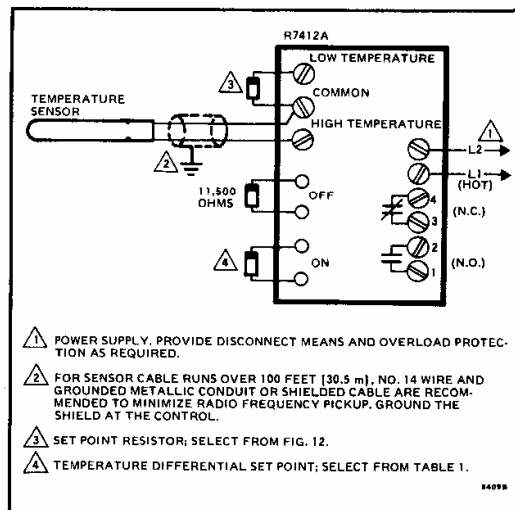 R7412A
LOW TEMPERATURE
3
COMMON
TEMPERATURE
SENSOR
HIGH TEMPERATURE
1
L2
2
L1
(HOT)
11,500
OHMS
OFF
4
(N.C.)
3
4
ON
2
(N.O.)
1
1 POWER SUPPLY. PROVIDE DISCONNECT MEANS AND OVERLOAD PROTEC-
TION AS REQUIRED.
2 FOR SENSOR CABLE RUNS OVER 100 FEET [30.5 m], NO. 14 WIRE AND
GROUNDED METALLIC CONDUIT OR SHIELDED CABLE ARE RECOM-
MENDED TO MINIMIZE RADIO FREQUENCY PICKUP. GROUND THE
SHIELD AT THE CONTROL.
3 SET POINT RESISTOR; SELECT FROM FIG. 12.
4 TEMPERATURE DIFFERENTIAL SET POINT; SELECT FROM TABLE 1.